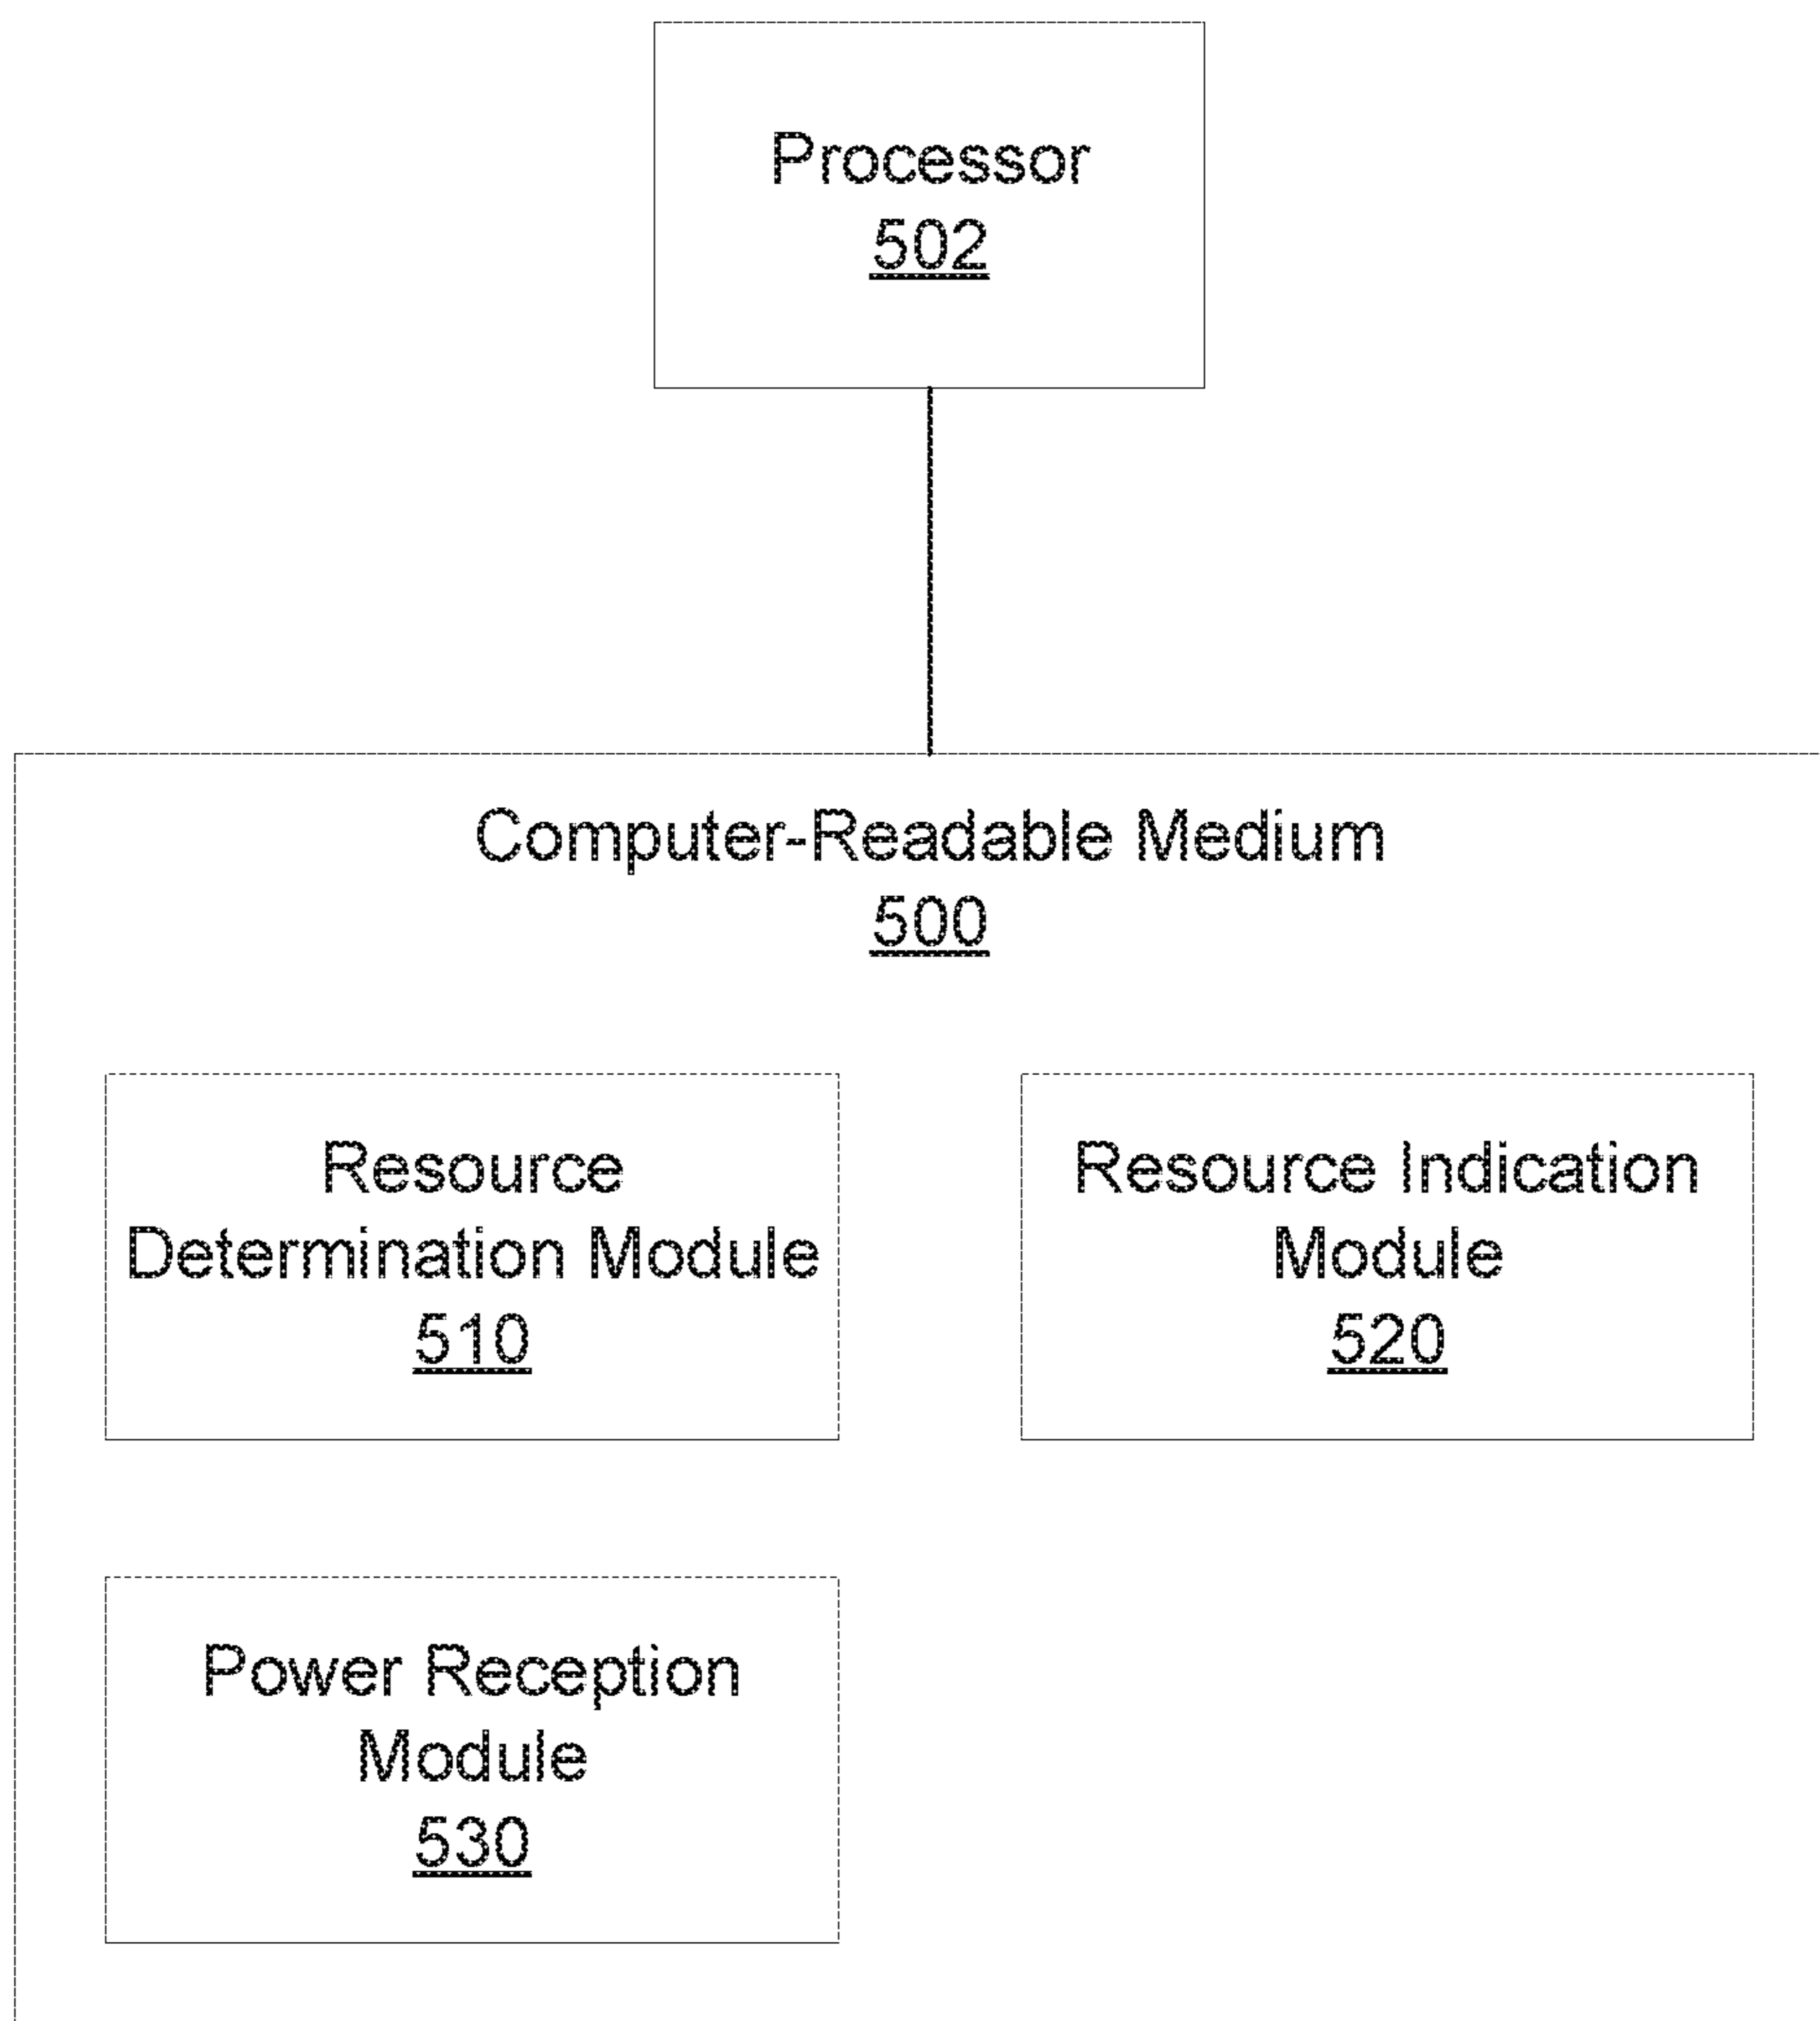 Processor
502
Computer-Readable Medium
500
Resource
Determination Module
510
Resource Indication
Module
520
Power Reception
Module
530